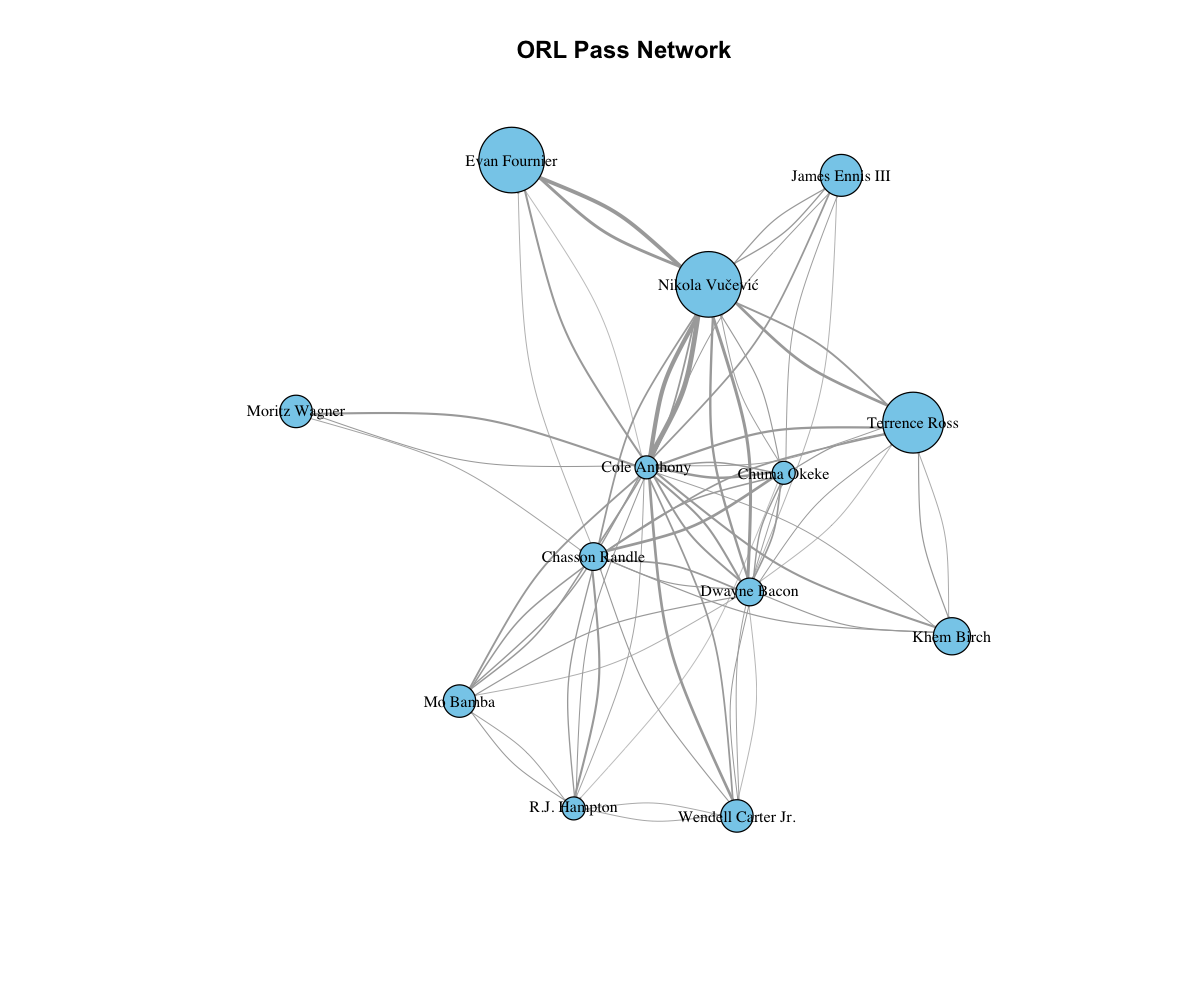 ORL Pass Network
Evan Fournier
James Ennis III
Nikola Vučević
Moritz Wagner
Terrence Ross
Cole Anthony
Chuma Okeke
Chasson Randle
Dwayne Bacon
Khem Birch
Mo Bamba
R.J. Hampton
Wendell Carter Jr.